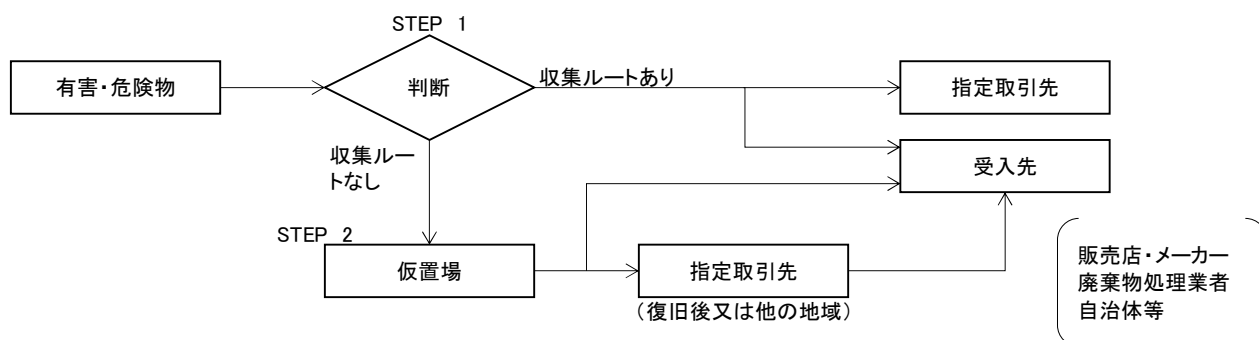 STEP 1
有害・危険物
判断
収集ルートあり
指定取引先
収集ルー
トなし
受入先
STEP 2
仮置場
指定取引先
(復旧後又は他の地域)
販売店・メーカー
廃棄物処理業者
自治体等